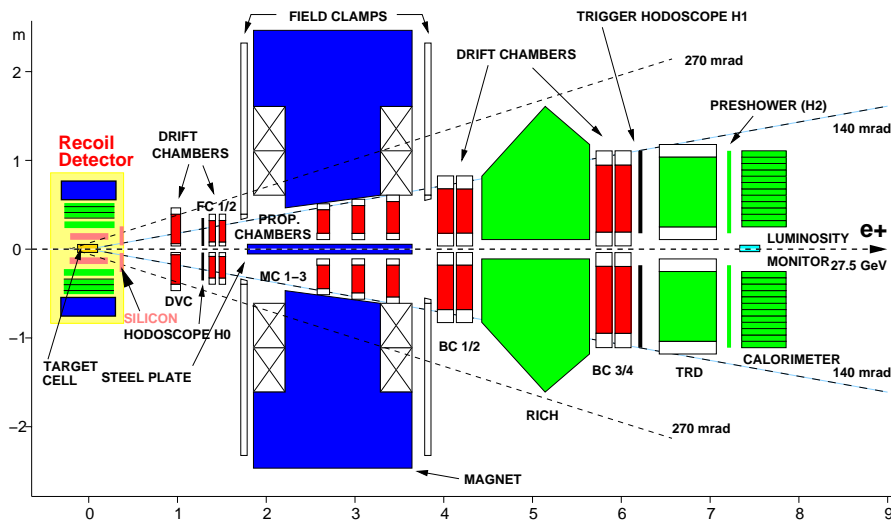 FIELD CLAMPS
TRIGGER HODOSCOPE H1
m
DRIFT CHAMBERS
270 mrad
2
PRESHOWER (H2)
140 mrad
Recoil
Detector
DRIFT
CHAMBERS
1
FC 1/2
PROP.
CHAMBERS
e+
0
LUMINOSITY
MONITOR
27.5 GeV
MC 1−3
DVC
SILICON
HODOSCOPE H0
−1
BC 1/2
TARGET
CELL
STEEL PLATE
BC 3/4
TRD
CALORIMETER
140 mrad
RICH
−2
270 mrad
MAGNET
0 1 2 3 4 5 6 7 8 9